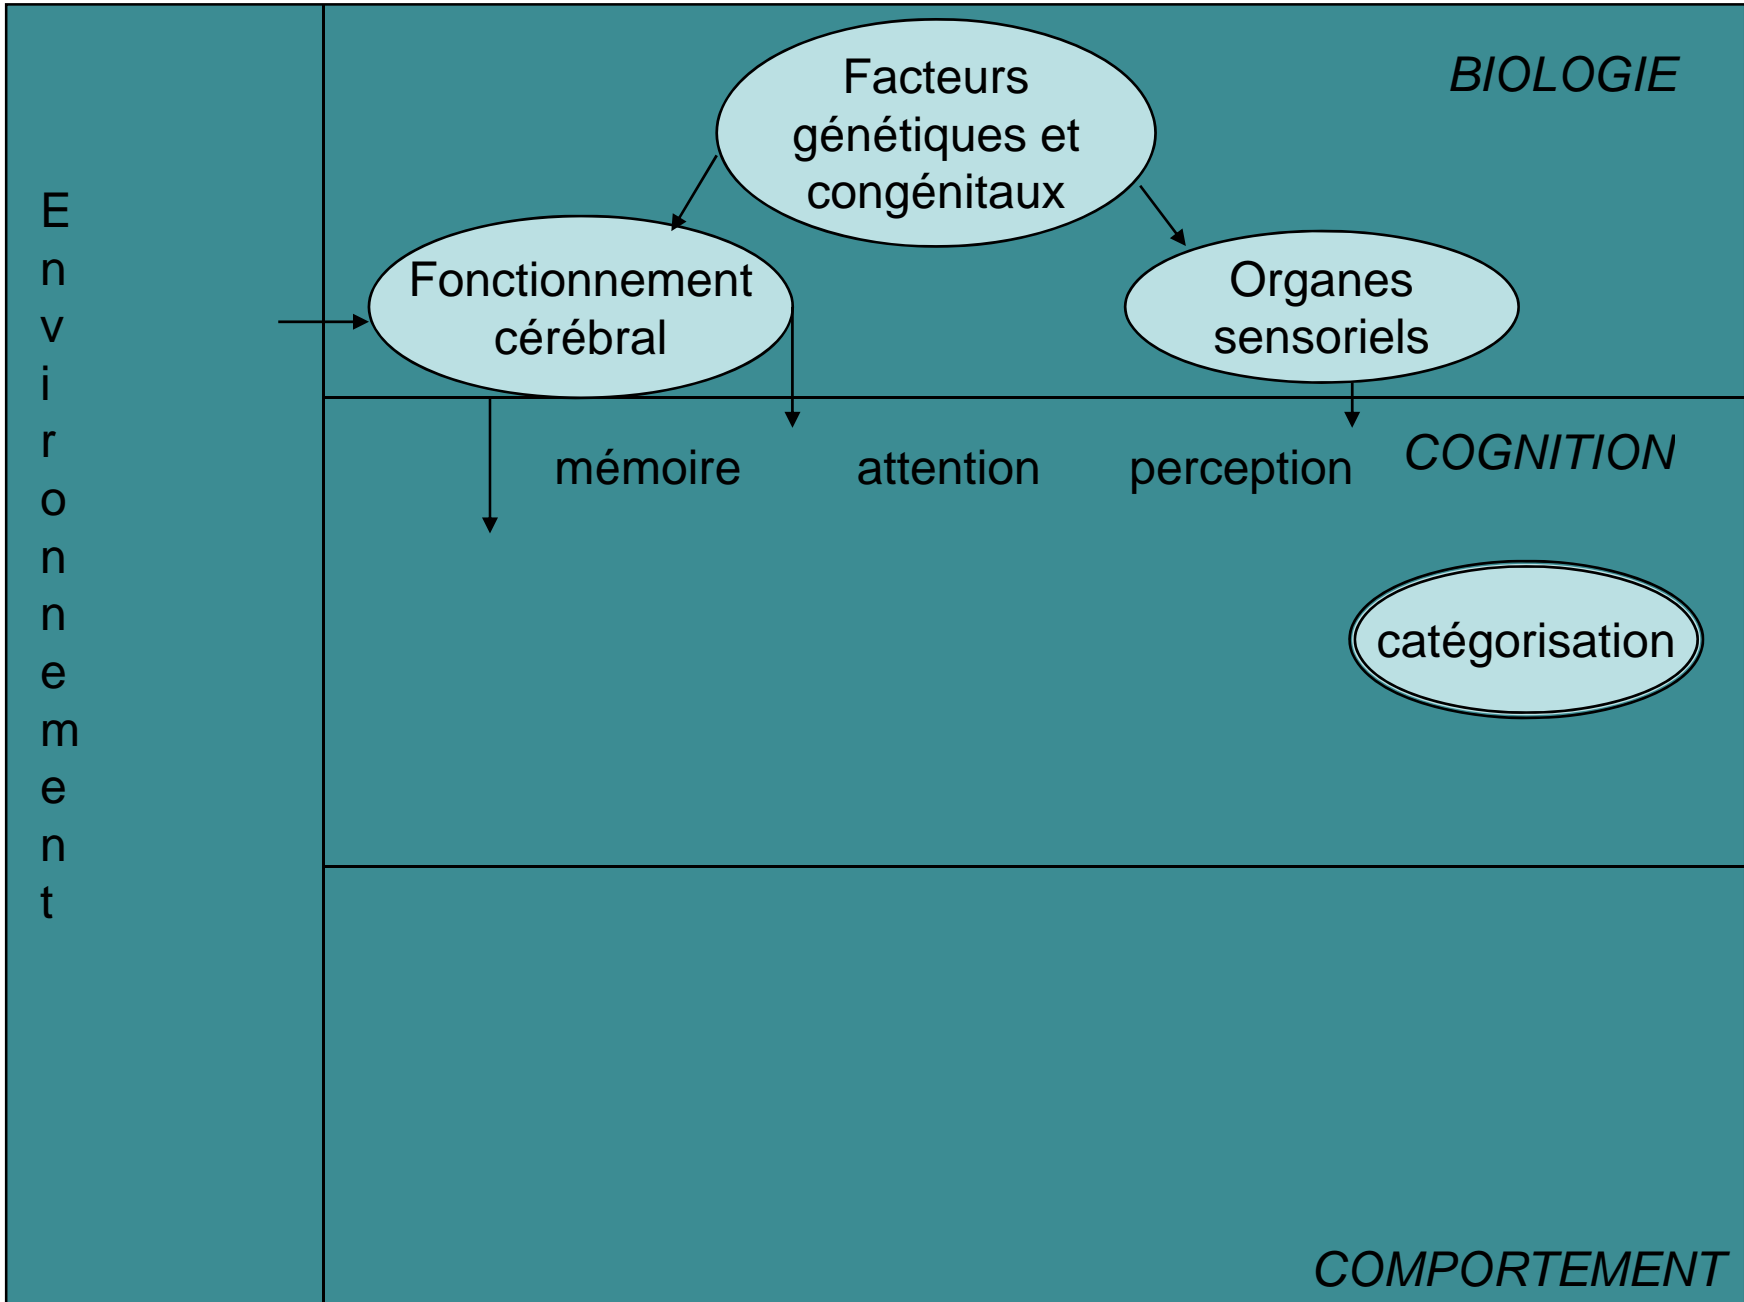 E
n
v
i
r
o
n
n
e
m
e
n
t
BIOLOGIE
Facteurs
génétiques et
congénitaux
Fonctionnement
cérébral
Organes
sensoriels
COGNITION
mémoire attention perception
catégorisation
COMPORTEMENT